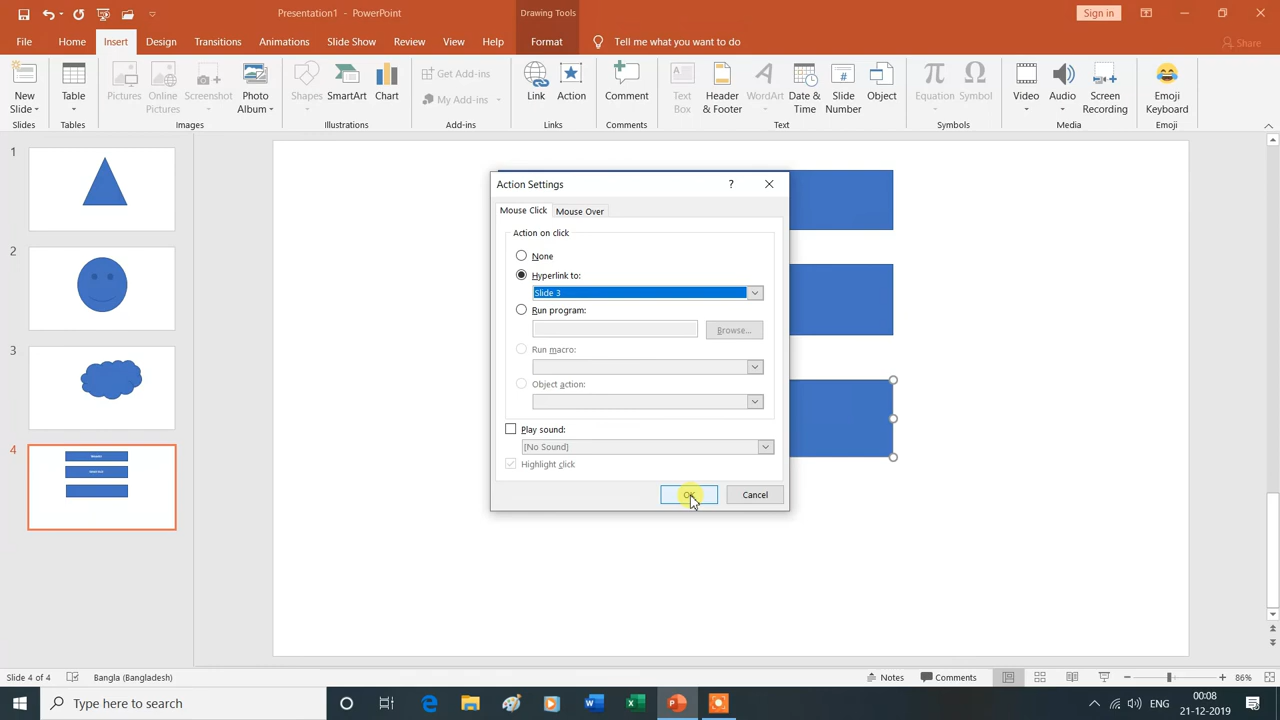 Presentation1 - PowerPoint
Drawing Tools
Sign in
File
Home
Insert
Design
Transitions
Animations
Slide Show
Review
View
Help
Format
Tell me what you want to do
Share
New
Slide
Table
Pictures
Online
Pictures
Screenshot
Photo
Album
Shapes
SmartArt
Chart
Get Add-ins
My Add-ins
Link
Action
Comment
Text
Box
Header
& Footer
WordArt
Date &
Time
Slide
Number
Object
Equation
Symbol
Video
Audio
Screen
Recording
Emoji
Keyboard
Slides
Tables
Images
Illustrations
Add-ins
Links
Comments
Text
Symbols
Media
Emoji
1
2
3
4
Action Settings
?
Mouse Click
Mouse Over
Action on click
None
Hyperlink to:
Slide 3
Run program:
Browse...
Run macro:
Object action:
Play sound:
[No Sound]
Highlight click
OK
Cancel
Slide 4 of 4
Bangla (Bangladesh)
Notes
Comments
86%
Type here to search
ENG
00:08
21-12-2019